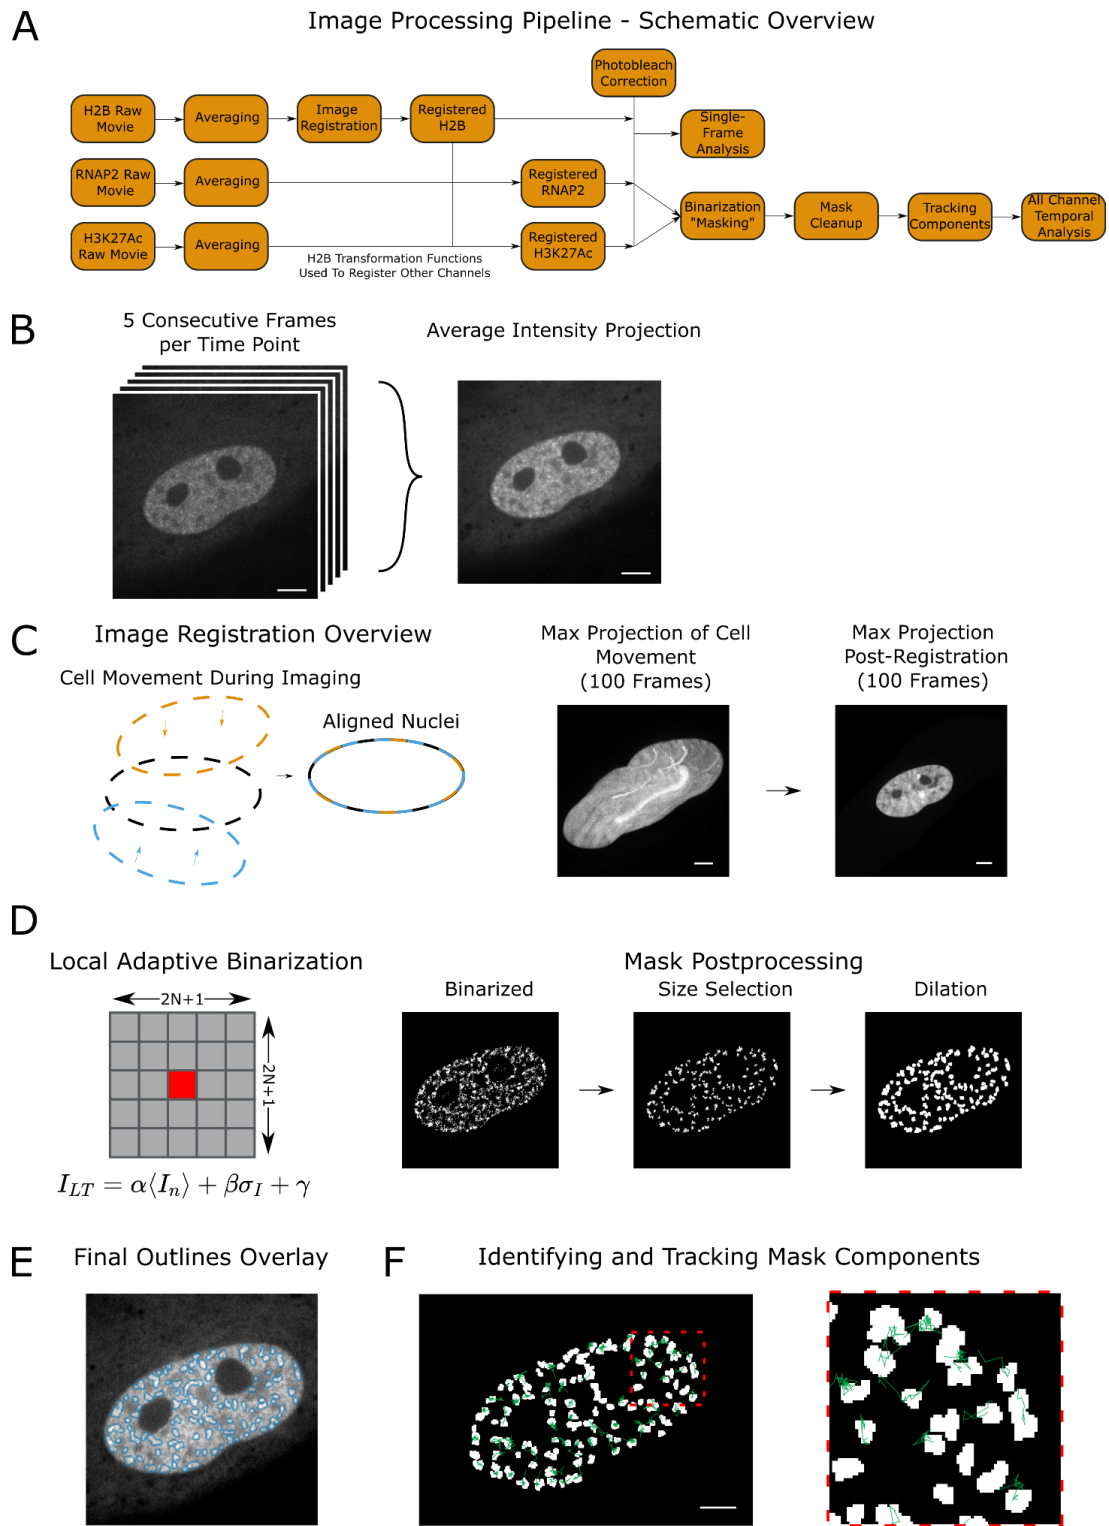 A
Image Processing Pipeline - Schematic Overview
Photobleach
Correction
H2B Raw
Movie
Averaging
Image
Registration
Registered
H2B
Single-
Frame
Analysis
RNAP2 Raw
Movie
Averaging
Registered
RNAP2
Binarization
"Masking"
Mask
Cleanup
Tracking
Components
All Channel
Temporal
Analysis
H3K27Ac
Raw Movie
Averaging
Registered
H3K27Ac
H2B Transformation Functions
Used To Register Other Channels
B
5 Consecutive Frames
per Time Point
Average Intensity Projection
C
Image Registration Overview
Cell Movement During Imaging
Aligned Nuclei
Max Projection of Cell
Movement
(100 Frames)
Max Projection
Post-Registration
(100 Frames)
D
Local Adaptive Binarization
2N+1
2N+1
I_{LT} = α⟨I_n⟩ + βσ_I + γ
Mask Postprocessing
Binarized
Size Selection
Dilation
E
Final Outlines Overlay
F
Identifying and Tracking Mask Components